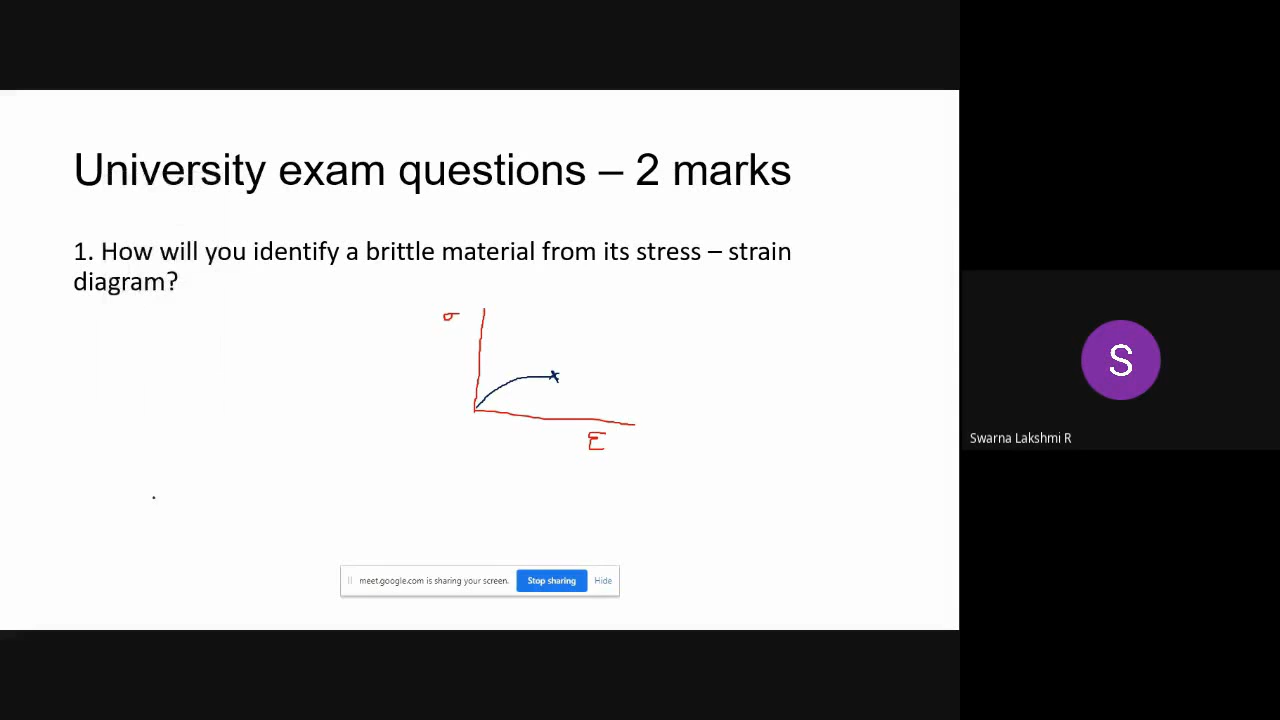 University exam questions – 2 marks
1. How will you identify a brittle material from its stress – strain
diagram?
σ
E
meet.google.com is sharing your screen.
Stop sharing
Hide
S
Swarna Lakshmi R